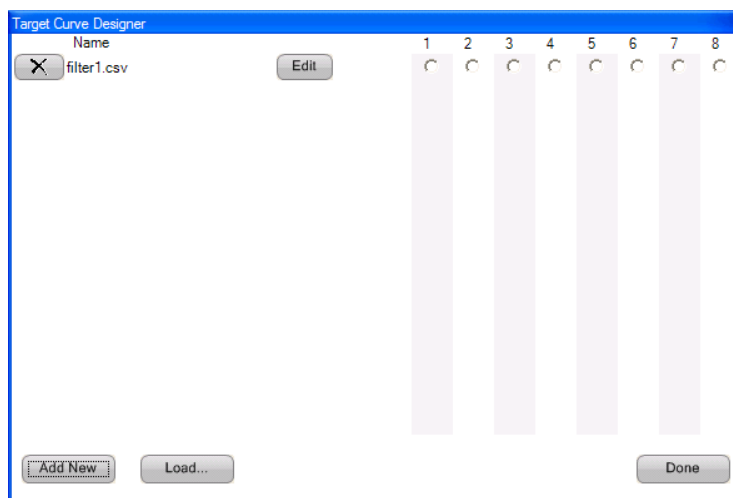 Target Curve Designer
Name 1 2 3 4 5 6 7 8
filter1.csv Edit
Add New Load... Done